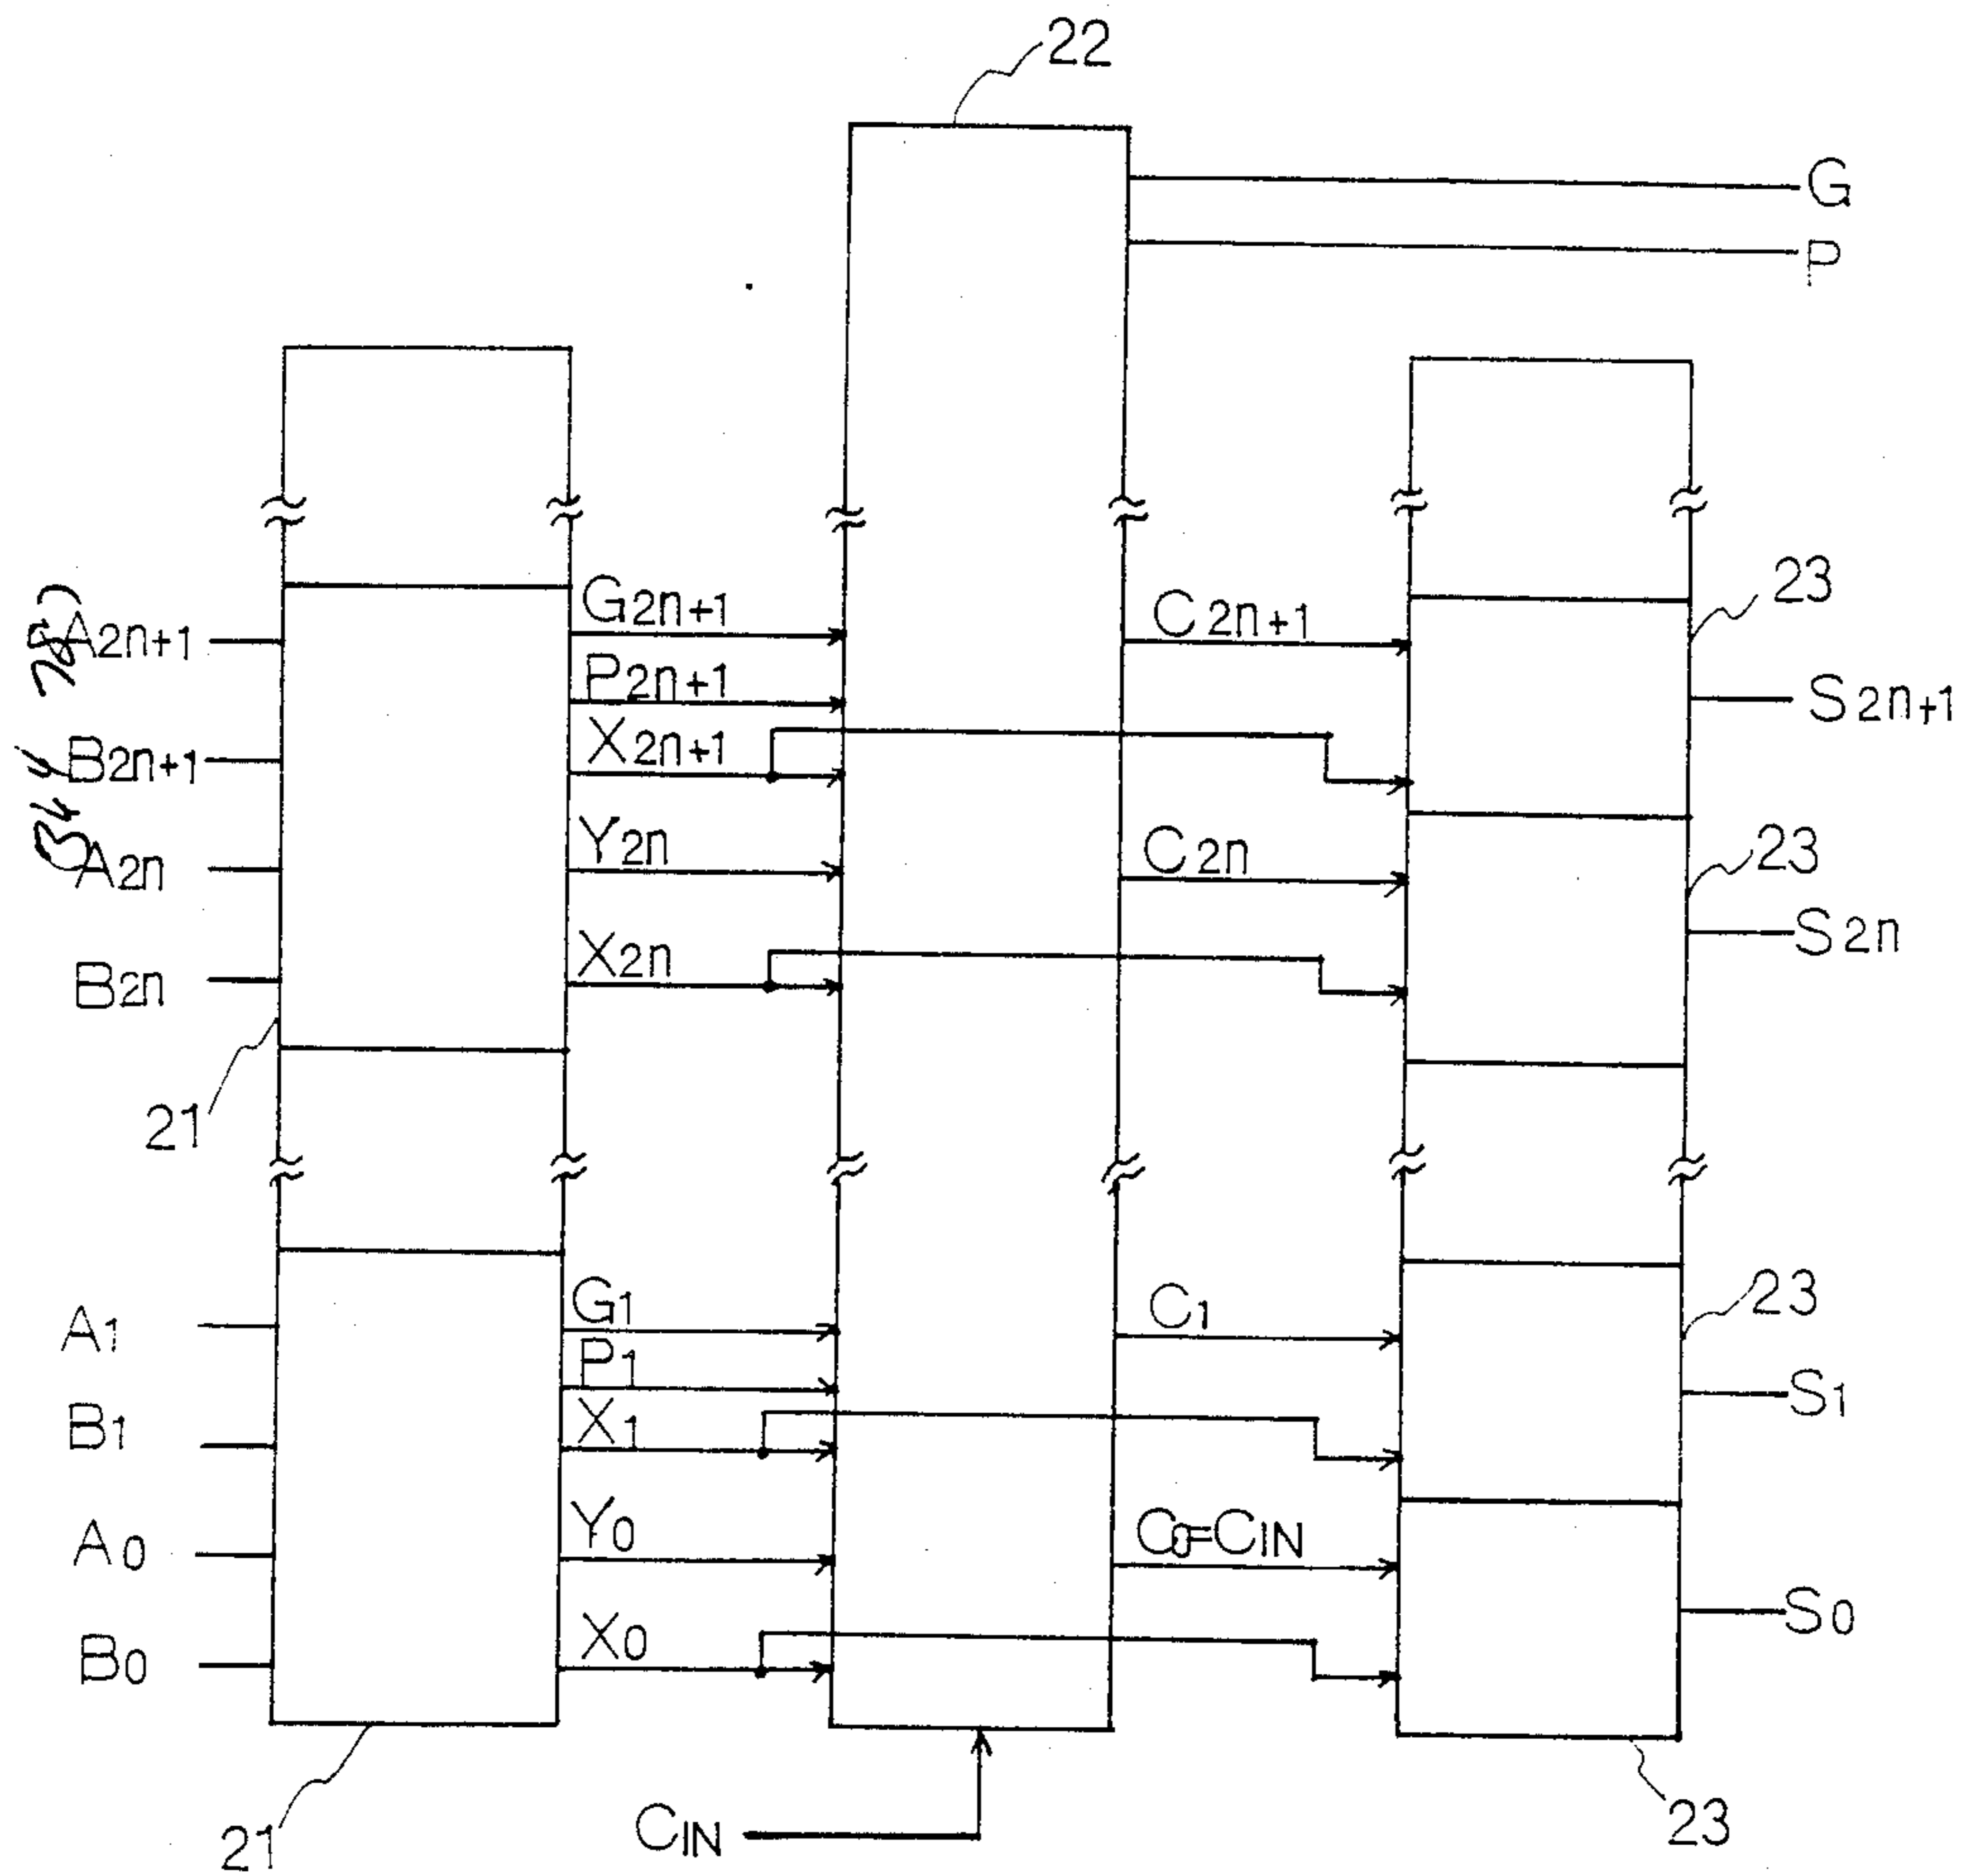 22
G
P
A2n+1
G2n+1
C2n+1
23
P2n+1
S2n+1
B2n+1
X2n+1
A2n
Y2n
C2n
23
B2n
X2n
S2n
21
A1
G1
C1
23
P1
B1
X1
S1
A0
Y0
C0=CIN
B0
X0
S0
21
CIN
23